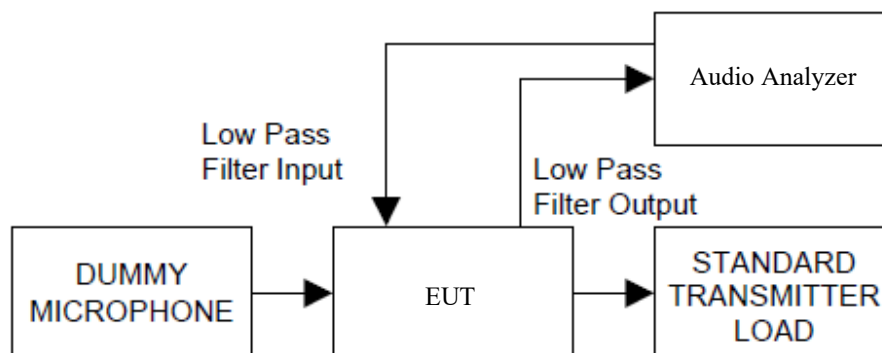 Audio Analyzer
Low Pass
Filter Input
Low Pass
Filter Output
DUMMY
MICROPHONE
EUT
STANDARD
TRANSMITTER
LOAD